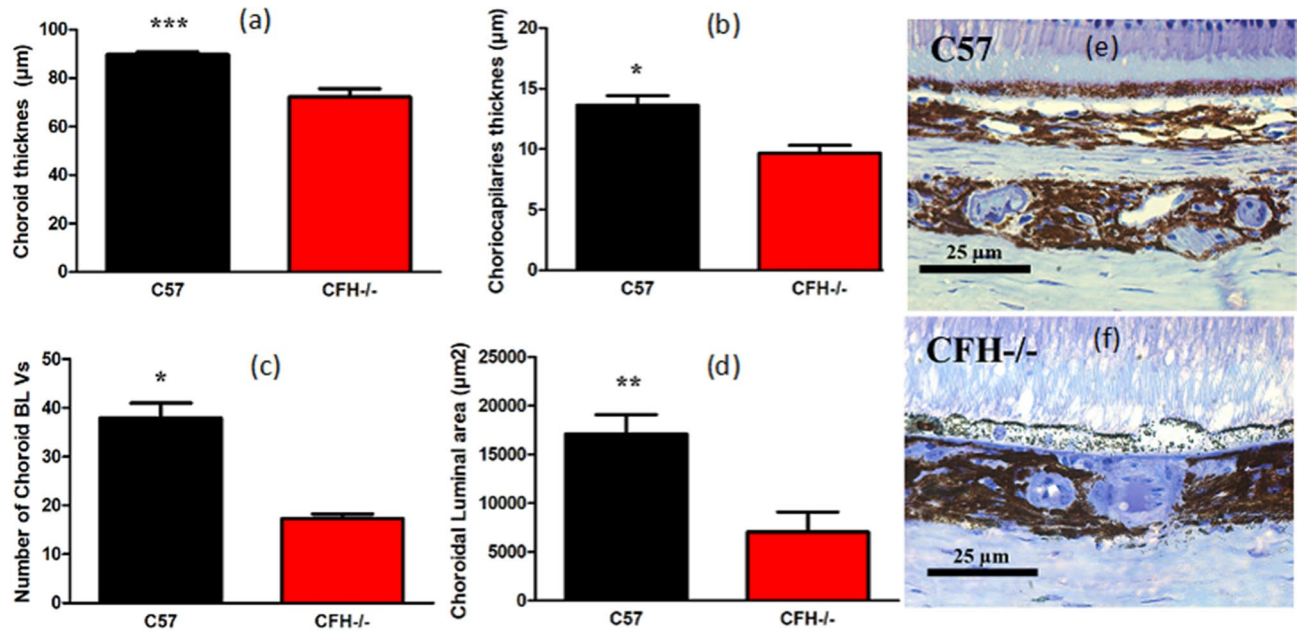 (a)
***
Choroid thicknes (µm)
100
80
60
40
20
0
C57
CFH-/-
(b)
*
Choriocapilaries thicknes (µm)
20
15
10
5
0
C57
CFH-/-
C57
(e)
25 µm
(c)
*
Number of Choroid BL Vs
50
40
30
20
10
0
C57
CFH-/-
(d)
**
Choroidal Luminal area (µm2)
25000
20000
15000
10000
5000
0
C57
CFH-/-
CFH-/-
(f)
25 µm